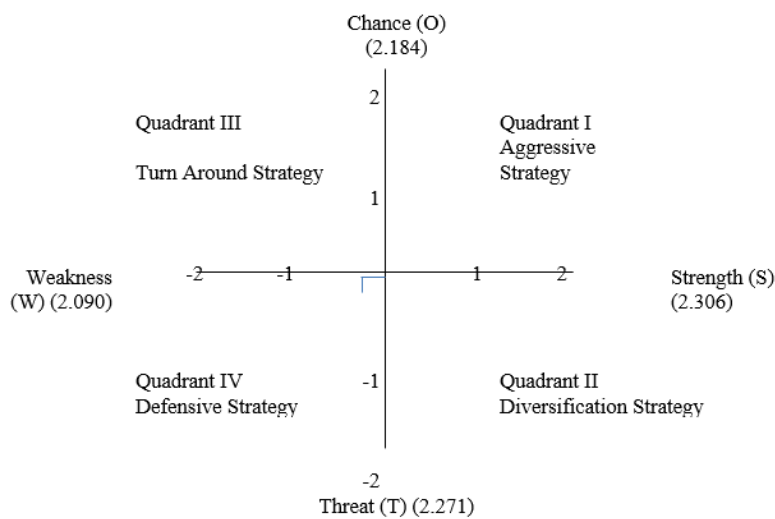 Chance (O)
(2.184)
2
Quadrant III
Quadrant I
Aggressive
Strategy
Turn Around Strategy
1
Weakness
(W) (2.090)
-2
-1
1
2
Strength (S)
(2.306)
Quadrant IV
Defensive Strategy
-1
Quadrant II
Diversification Strategy
-2
Threat (T) (2.271)